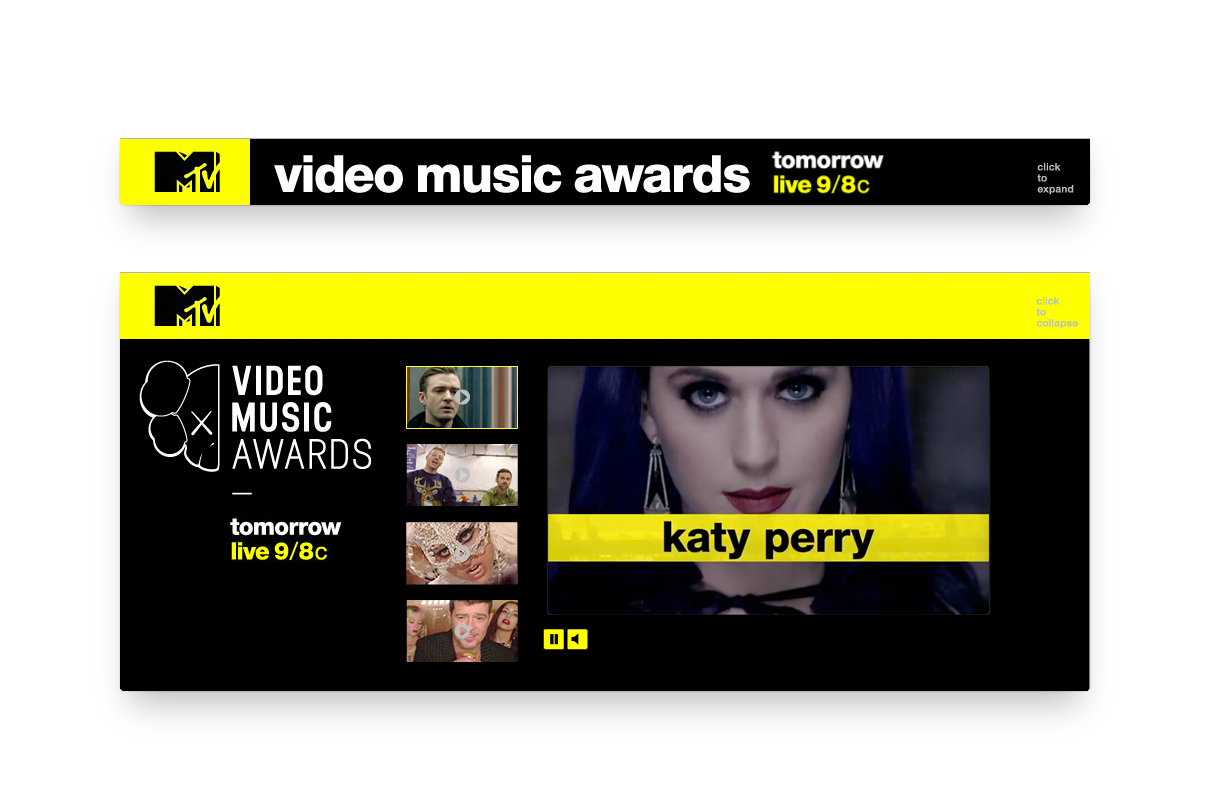 MTV
video music awards
tomorrow
live 9/8c
click
to
expand
MTV
click
to
collapse
VIDEO
MUSIC
AWARDS
tomorrow
live 9/8c
katy perry